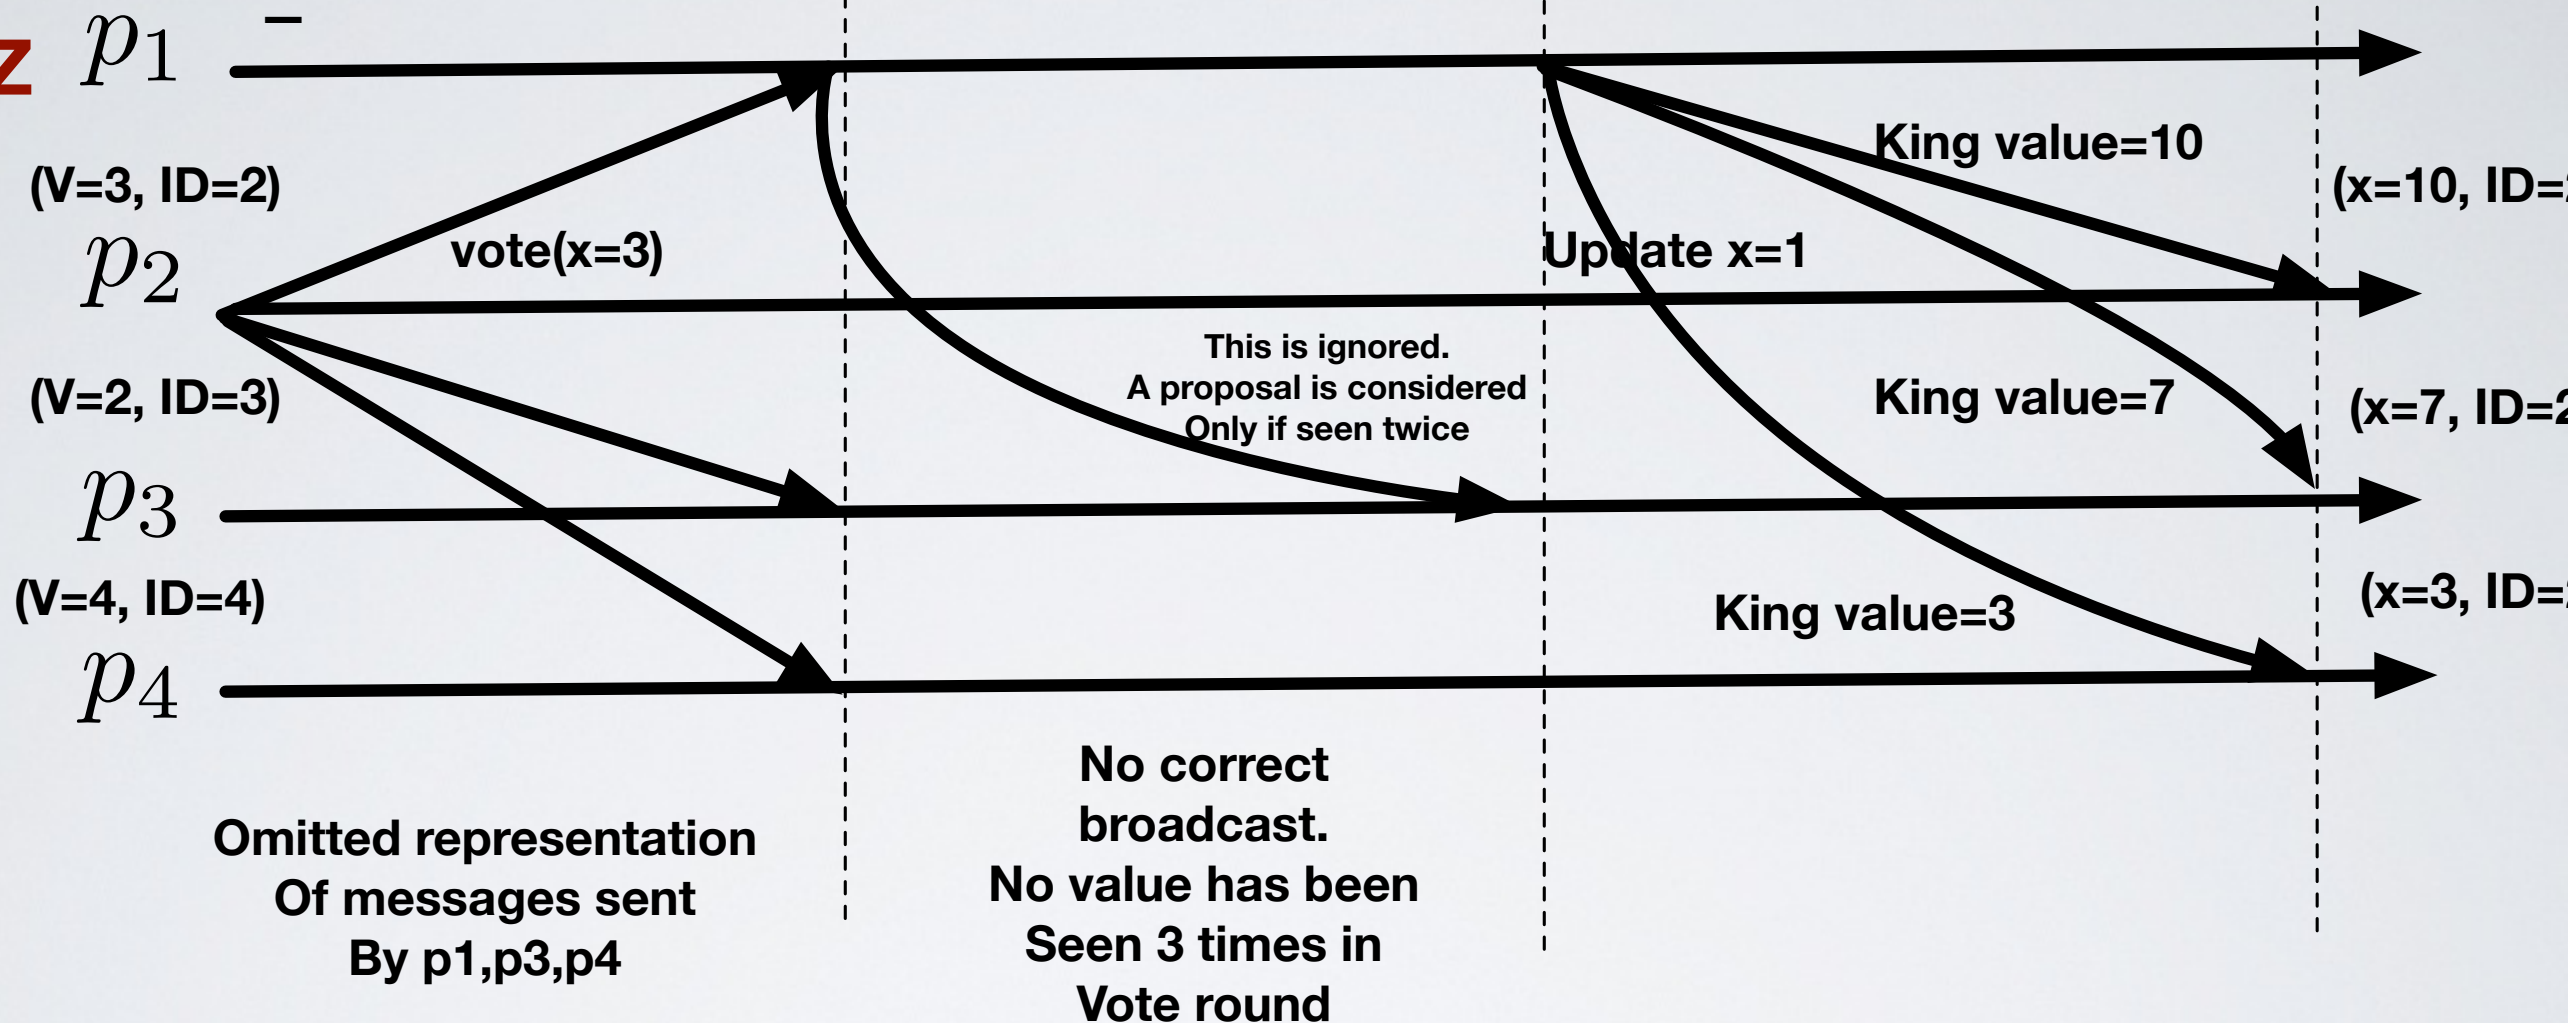 z
p1
(V=3, ID=2)
King value=10
(x=10, ID=
p2
vote(x=3)
Update x=1
This is ignored.
A proposal is considered
Only if seen twice
(V=2, ID=3)
King value=7
(x=7, ID=2
p3
(V=4, ID=4)
King value=3
(x=3, ID=
p4
Omitted representation
Of messages sent
By p1,p3,p4
No correct
broadcast.
No value has been
Seen 3 times in
Vote round